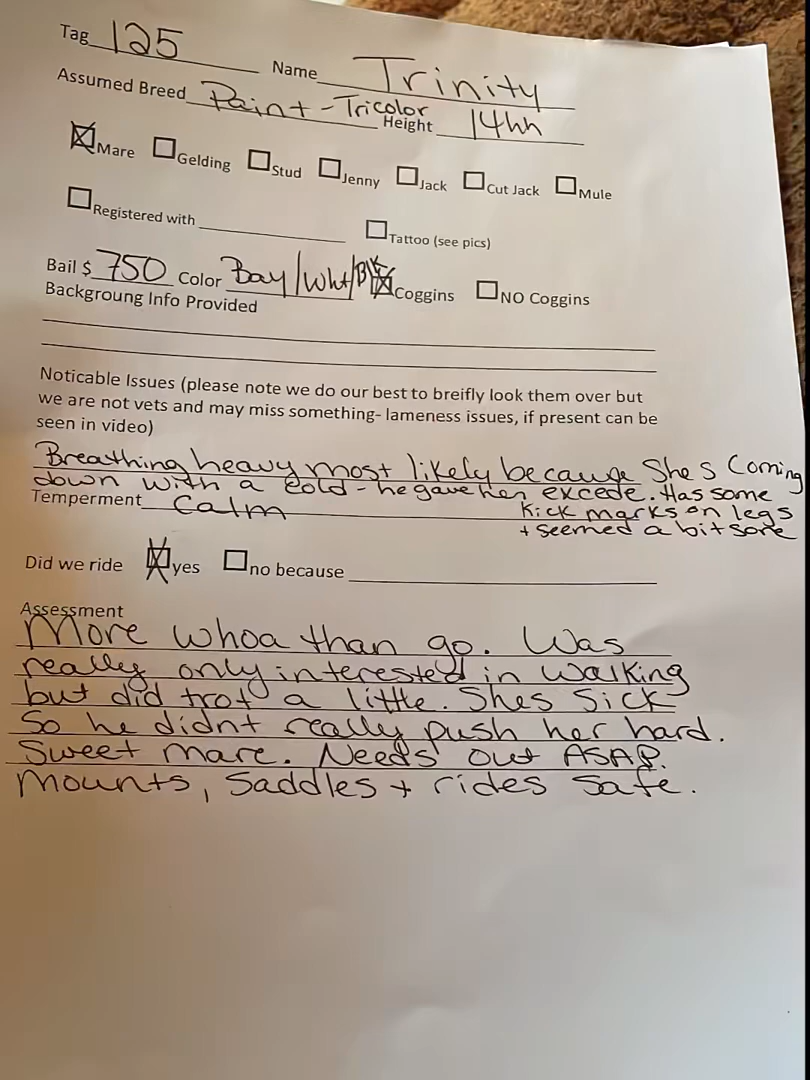 Tag 125 Name Trinity
Assumed Breed Paint - Tricolor Height 14hh
Mare Gelding Stud Jenny Jack Cut Jack Mule
Registered with Tattoo (see pics)
Bail $ 750 Color Bay/Wht/Blk Coggins NO Coggins
Backgroung Info Provided
Noticable Issues (please note we do our best to breifly look them over but
we are not vets and may miss something- lameness issues, if present can be
seen in video)
Breathing heavy most likely because She s Coming
down with a cold - he gave her excede. Has some
Kick marks on legs
+ seemed a bit sore
Temperment Calm
Did we ride yes no because
Assessment
More whoa than go. Was
really only interested in walking
but did trot a little. Shes Sick
So he didnt really push her hard.
Sweet mare. Needs out ASAP.
Mounts, Saddles + rides safe.